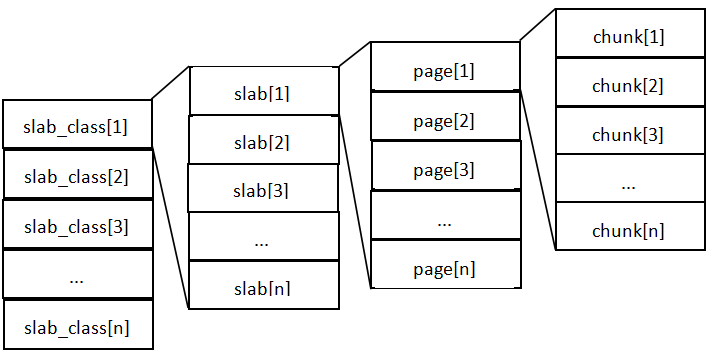 slab_class[1]
slab_class[2]
slab_class[3]
...
slab_class[n]
slab[1]
slab[2]
slab[3]
...
slab[n]
page[1]
page[2]
page[3]
...
page[n]
chunk[1]
chunk[2]
chunk[3]
...
chunk[n]